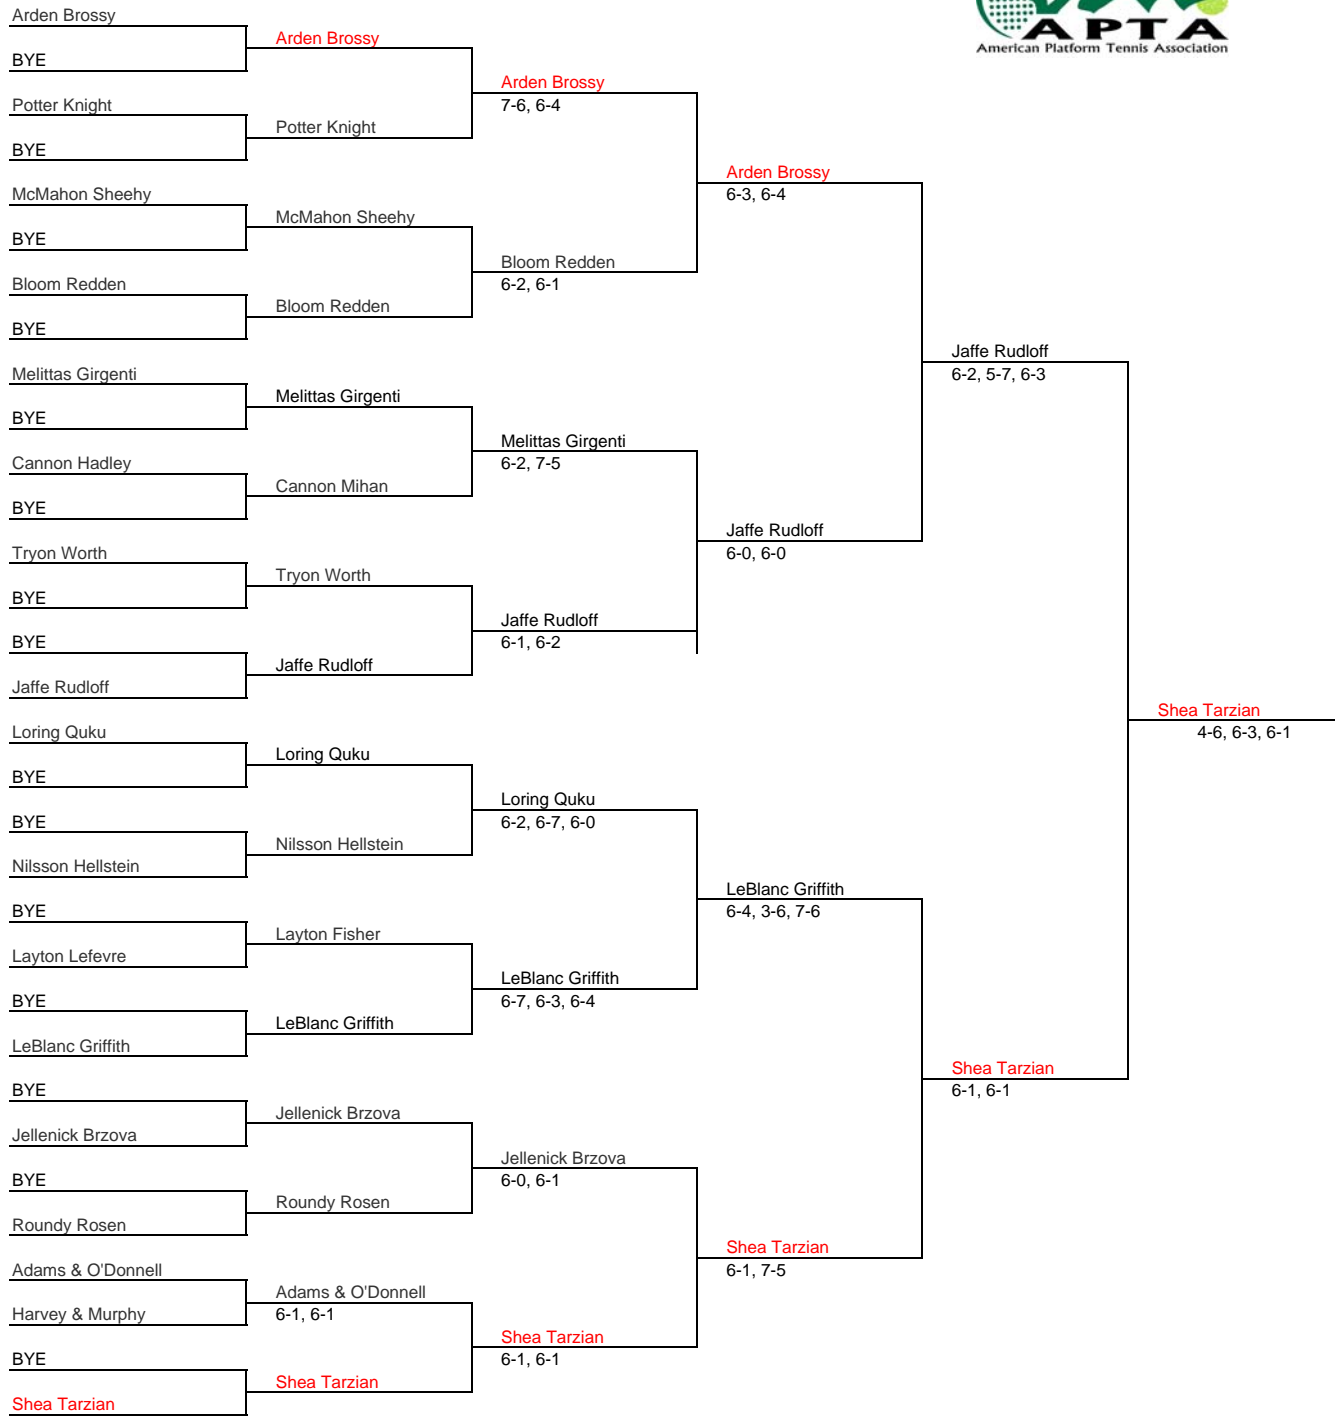 APTA
American Platform Tennis Association
Arden Brossy
BYE
Potter Knight
BYE
McMahon Sheehy
BYE
Bloom Redden
BYE
Melittas Girgenti
BYE
Cannon Hadley
BYE
Tryon Worth
BYE
BYE
Jaffe Rudloff
Loring Quku
BYE
BYE
Nilsson Hellstein
BYE
Layton Lefevre
BYE
LeBlanc Griffith
BYE
Jellenick Brzova
BYE
Roundy Rosen
Adams & O'Donnell
Harvey & Murphy
BYE
Shea Tarzian
Arden Brossy
Potter Knight
McMahon Sheehy
Bloom Redden
Melittas Girgenti
Cannon Mihan
Tryon Worth
Jaffe Rudloff
Loring Quku
Nilsson Hellstein
Layton Fisher
LeBlanc Griffith
Jellenick Brzova
Roundy Rosen
Adams & O'Donnell
6-1, 6-1
Shea Tarzian
Arden Brossy
7-6, 6-4
Bloom Redden
6-2, 6-1
Melittas Girgenti
6-2, 7-5
Jaffe Rudloff
6-1, 6-2
Loring Quku
6-2, 6-7, 6-0
LeBlanc Griffith
6-7, 6-3, 6-4
Jellenick Brzova
6-0, 6-1
Shea Tarzian
6-1, 6-1
Arden Brossy
6-3, 6-4
Jaffe Rudloff
6-0, 6-0
LeBlanc Griffith
6-4, 3-6, 7-6
Shea Tarzian
6-1, 7-5
Jaffe Rudloff
6-2, 5-7, 6-3
Shea Tarzian
6-1, 6-1
Shea Tarzian
4-6, 6-3, 6-1